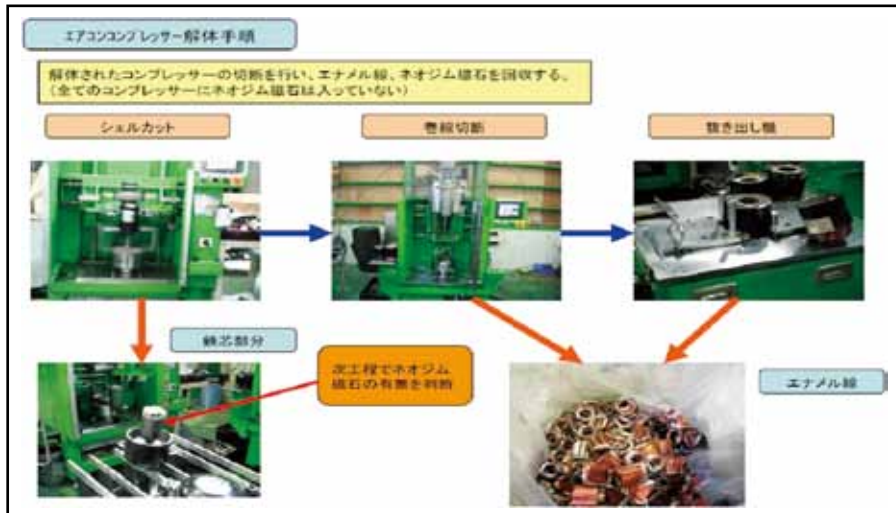 エアコンコンプレッサー解体手順
解体されたコンプレッサーの切断を行い、エナメル線、ネオジム磁石を回収する。
（全てのコンプレッサーにネオジム磁石は入っていない）
シェルカット
巻線切断
抜き出し機
鉄芯部分
次工程でネオジム
磁石の有無を判断
エナメル線